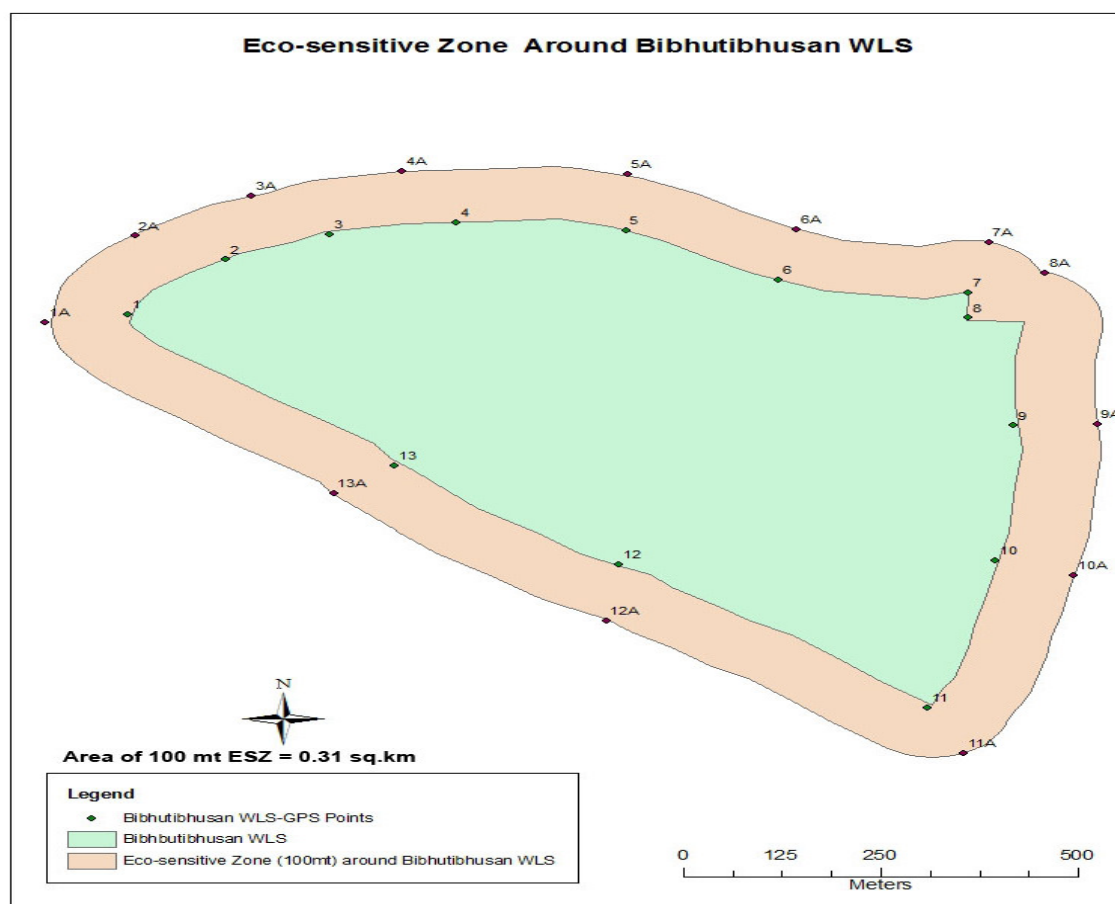 Eco-sensitive Zone Around Bibhutibhusan WLS
4A
5A
3A
2A
4
3
5
6A
7A
2
8A
6
7
1A
1
8
9
9A
13
13A
12
10
10A
12A
11
11A
N
Area of 100 mt ESZ = 0.31 sq.km
Legend
Bibhutibhusan WLS-GPS Points
Bibhbutibhusan WLS
Eco-sensitive Zone (100mt) around Bibhutibhusan WLS
0 125 250 500
Meters